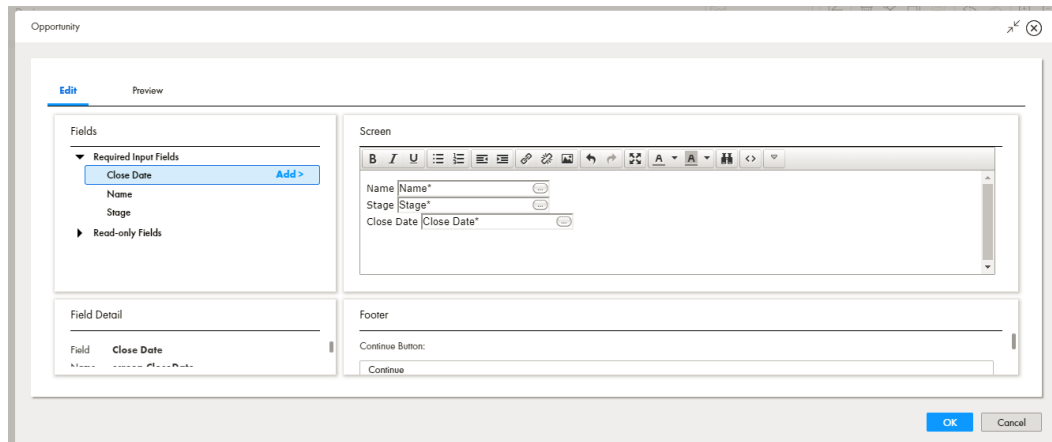 Opportunity
Edit Preview
Fields
Required Input Fields
Close Date Add >
Name
Stage
Read-only Fields
Screen
B I U A A
Name Name*
Stage Stage*
Close Date Close Date*
Field Detail
Field Close Date
Footer
Continue Button:
Continue
OK Cancel